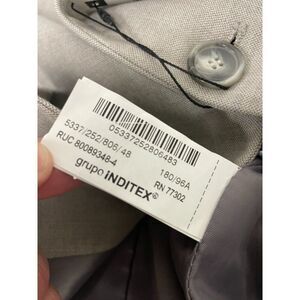 05337252806483
5337/252/806/48
180/96A
RUC 80089348-4
RN 77302
grupo INDITEX®